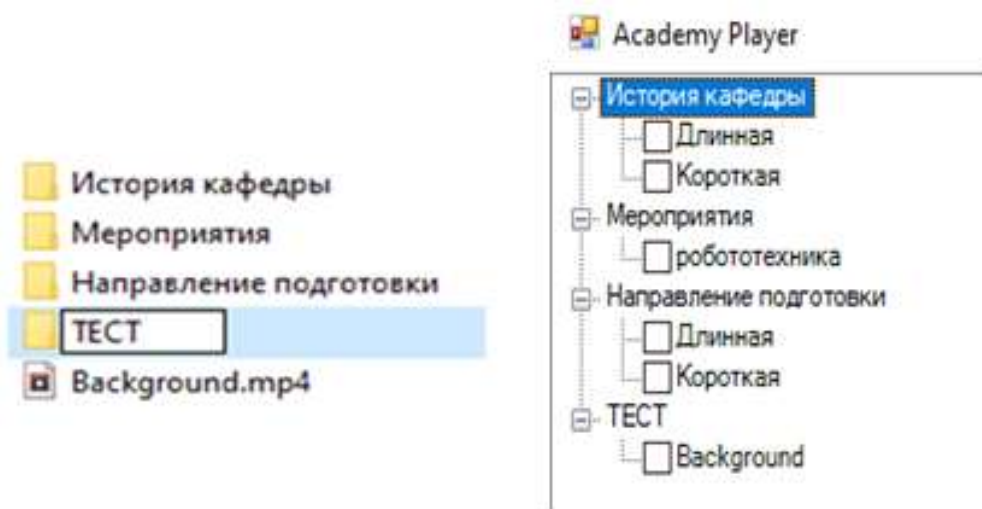 История кафедры
Мероприятия
Направление подготовки
ТЕСТ
Background.mp4
Academy Player
История кафедры
Длинная
Короткая
Мероприятия
робототехника
Направление подготовки
Длинная
Короткая
ТЕСТ
Background